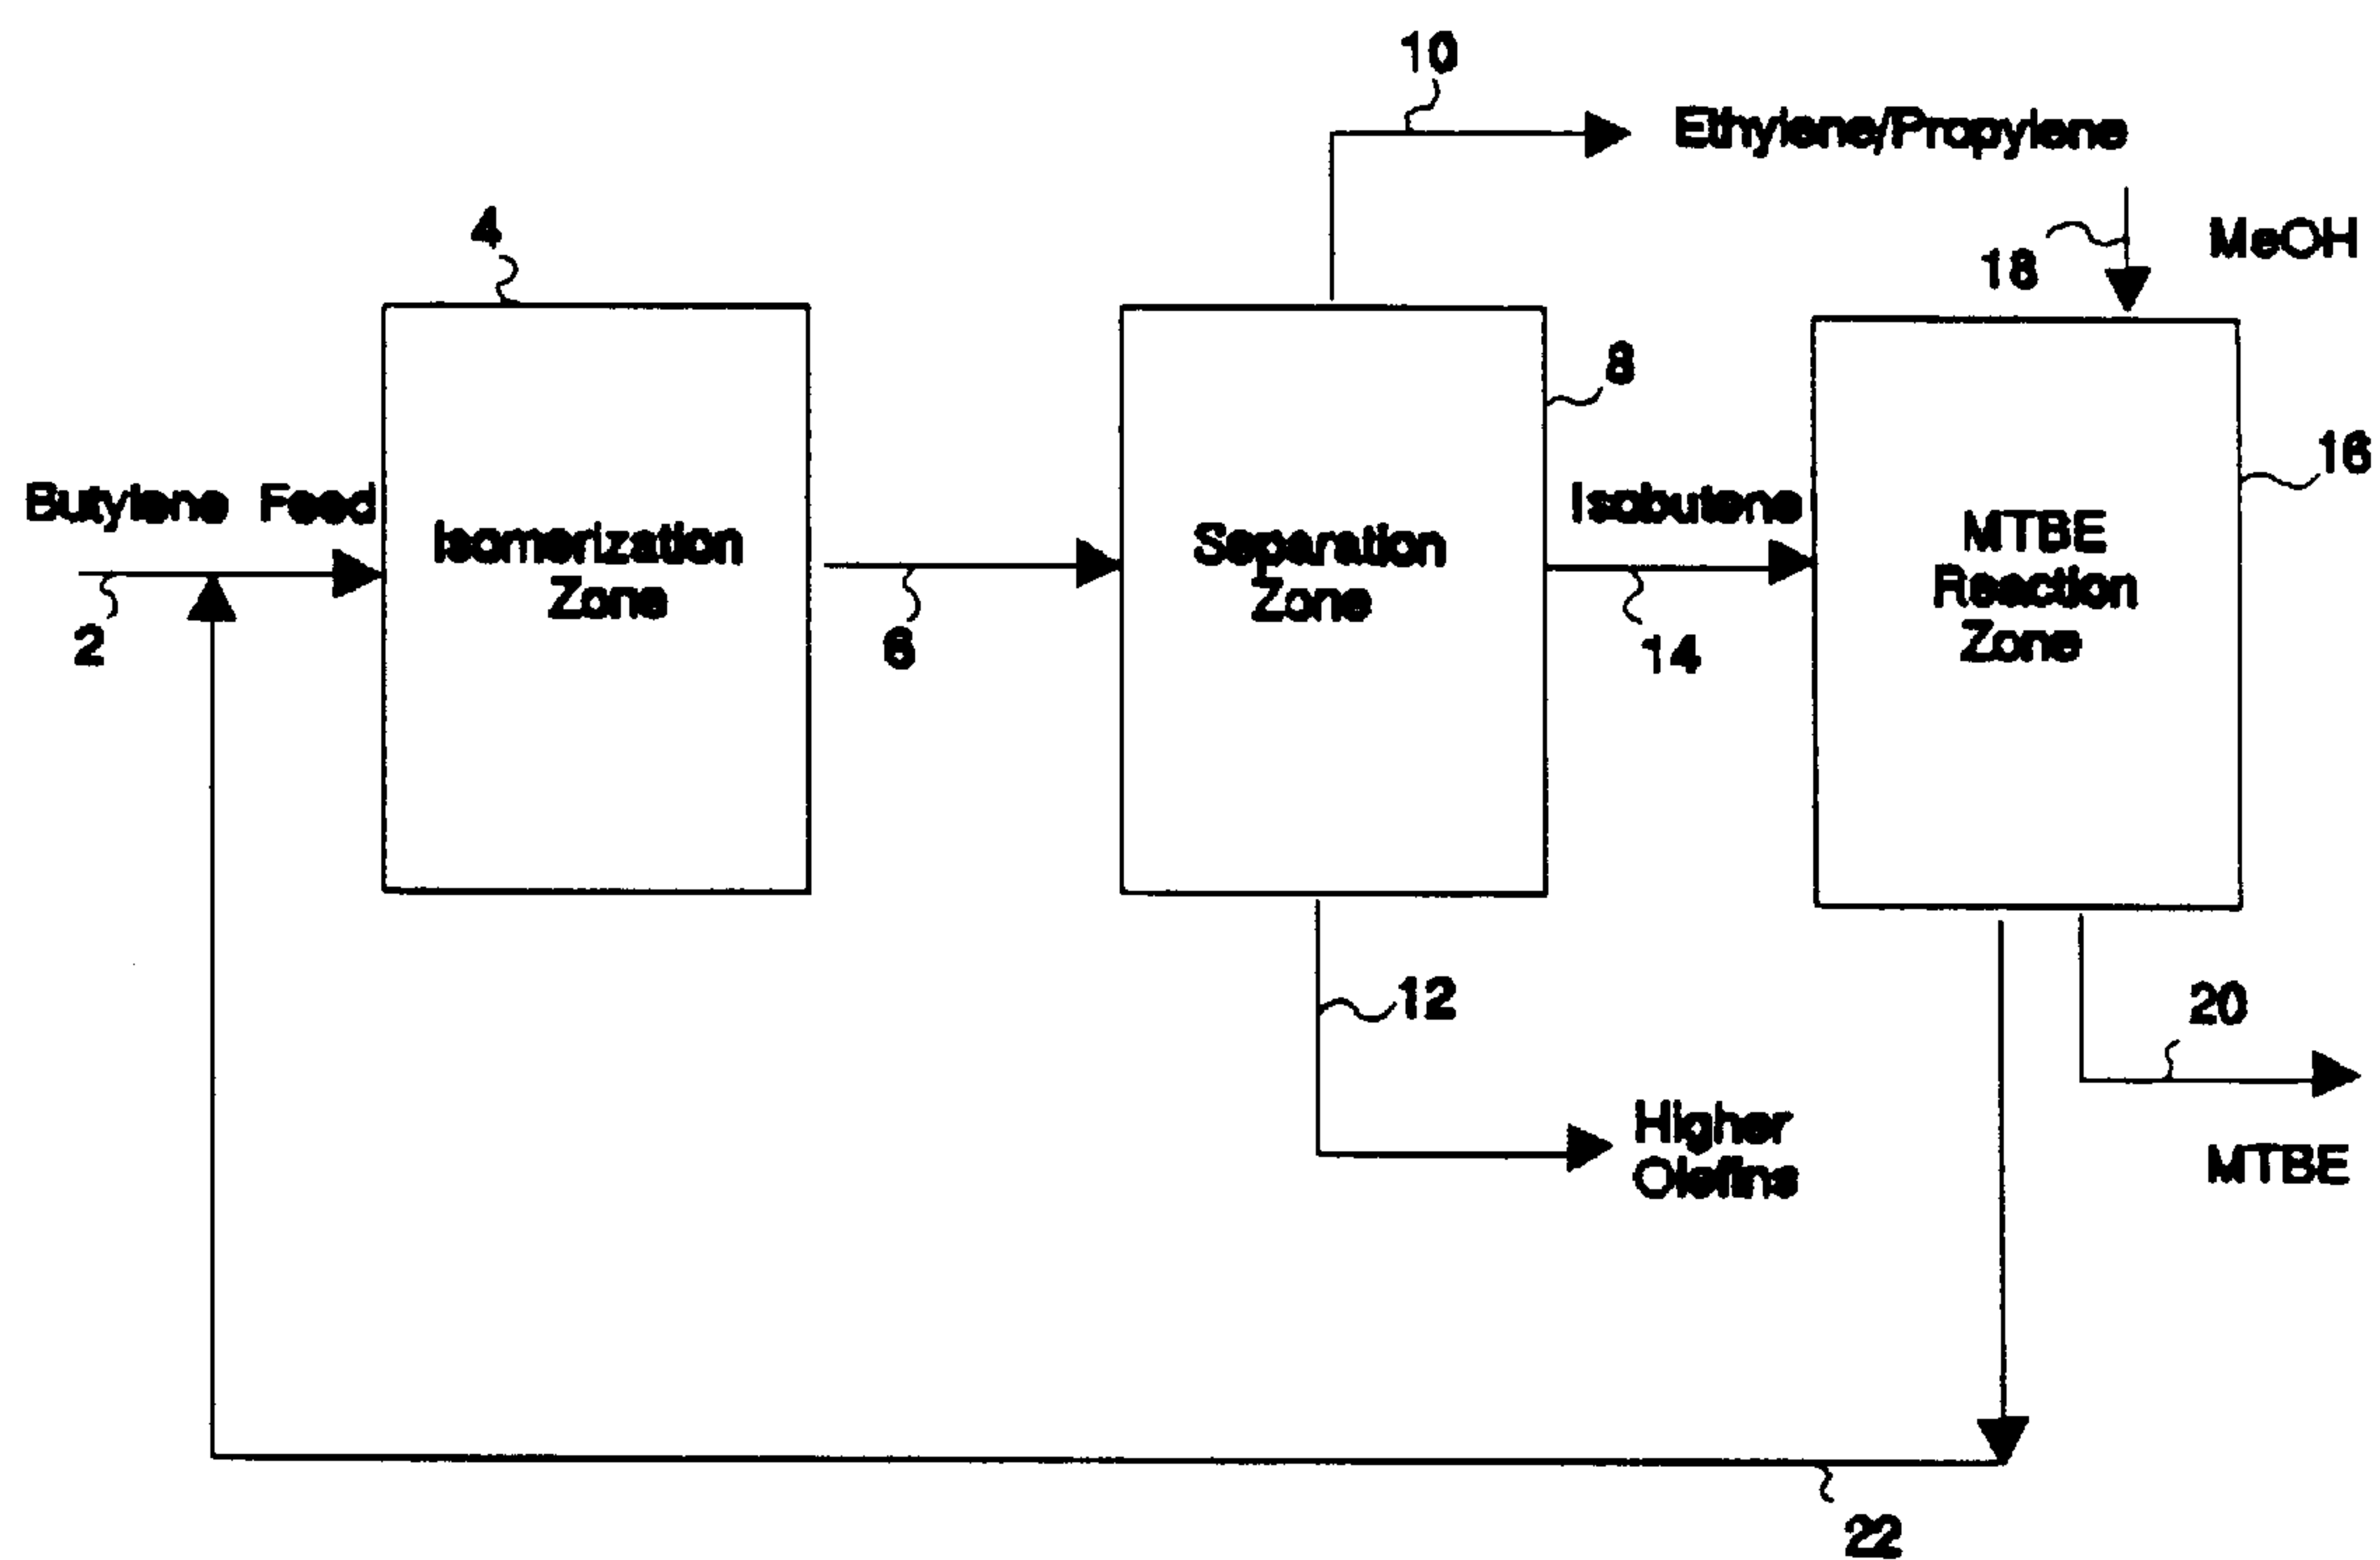 10
Ethylene/Propylene
4
18
MeOH
8
16
Butylene Feed
Isomerization
Zone
Separation
Zone
Isobutene
MTBE
Reaction
Zone
2
6
14
12
20
Higher
Olefins
MTBE
22